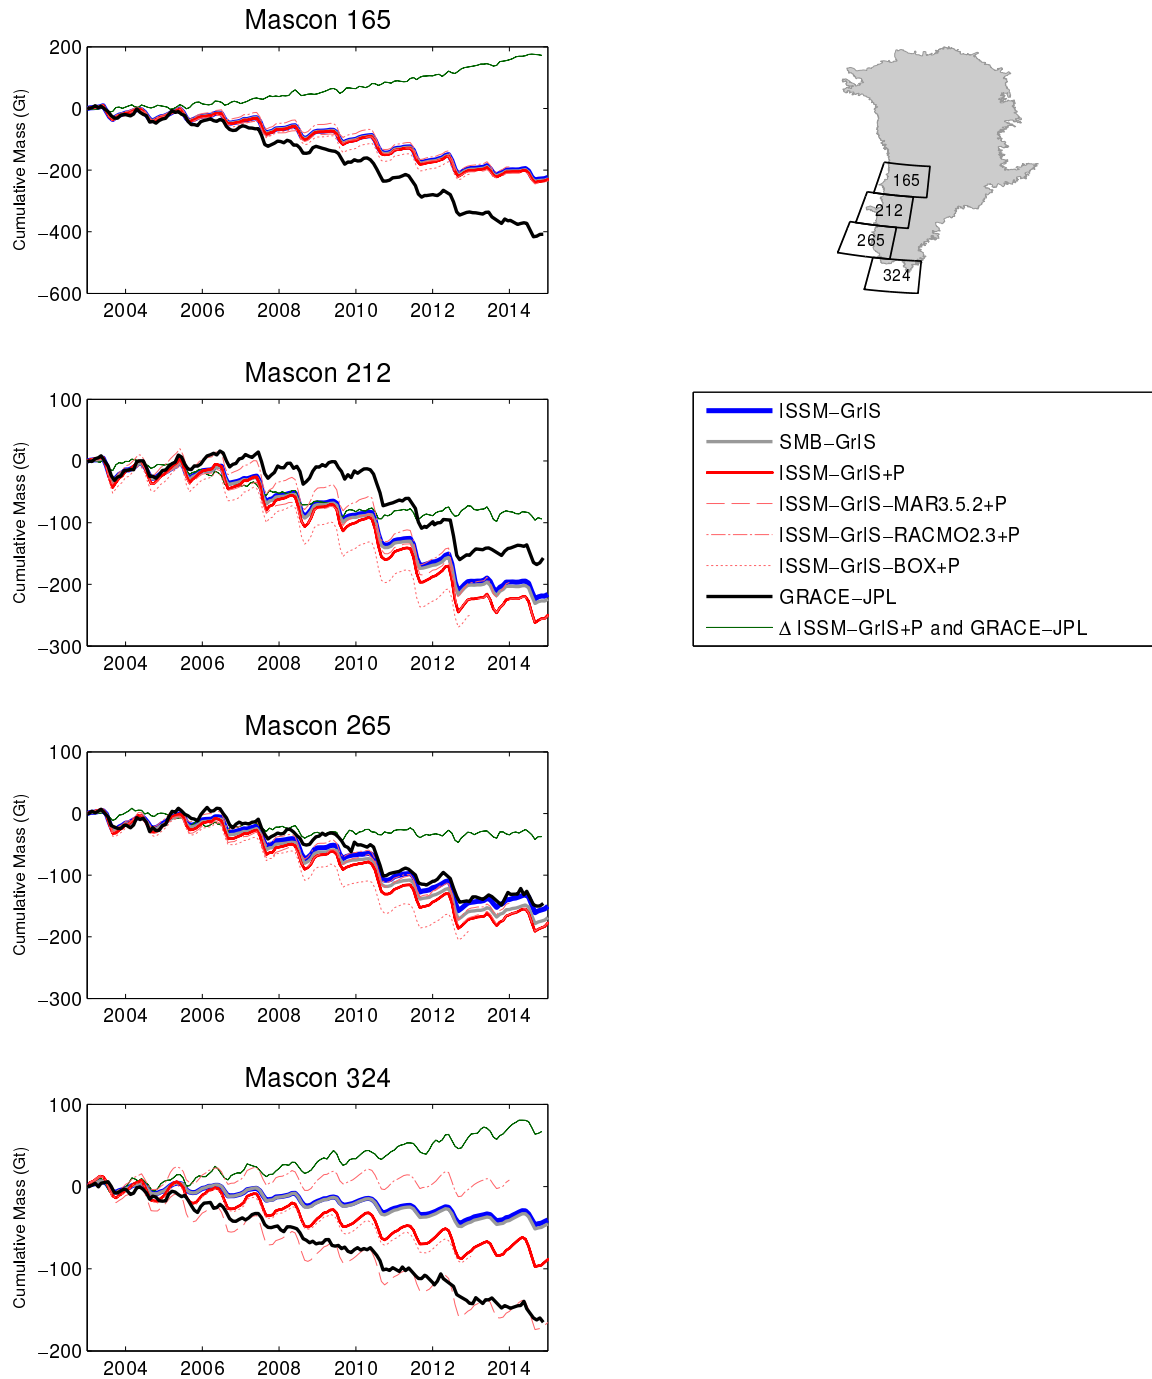 Mascon 165
Cumulative Mass (Gt)
200
0
−200
−400
−600
2004 2006 2008 2010 2012 2014
165
212
265
324
Mascon 212
Cumulative Mass (Gt)
100
0
−100
−200
−300
2004 2006 2008 2010 2012 2014
ISSM−GrIS
SMB−GrIS
ISSM−GrIS+P
ISSM−GrIS−MAR3.5.2+P
ISSM−GrIS−RACMO2.3+P
ISSM−GrIS−BOX+P
GRACE−JPL
Δ ISSM−GrIS+P and GRACE−JPL
Mascon 265
Cumulative Mass (Gt)
100
0
−100
−200
−300
2004 2006 2008 2010 2012 2014
Mascon 324
Cumulative Mass (Gt)
100
0
−100
−200
2004 2006 2008 2010 2012 2014